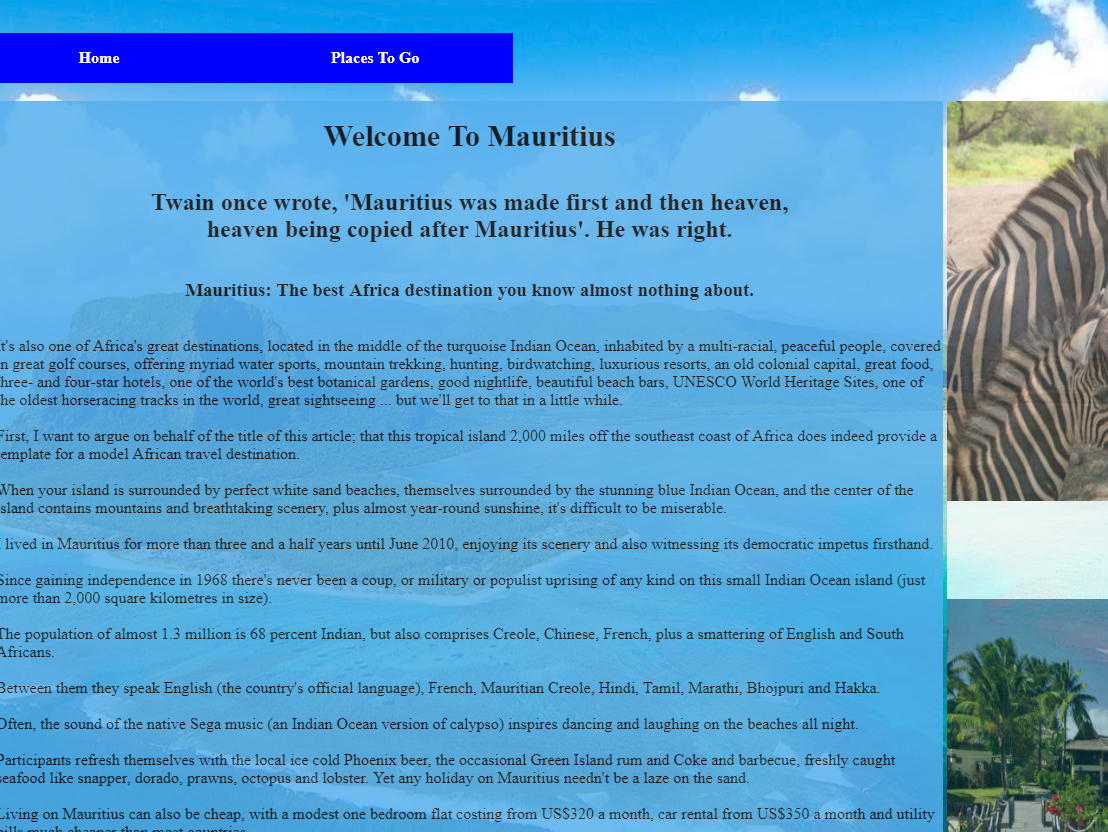 Home
Places To Go
Welcome To Mauritius
Twain once wrote, 'Mauritius was made first and then heaven,
heaven being copied after Mauritius'. He was right.
Mauritius: The best Africa destination you know almost nothing about.
It's also one of Africa's great destinations, located in the middle of the turquoise Indian Ocean, inhabited by a multi-racial, peaceful people, covered
in great golf courses, offering myriad water sports, mountain trekking, hunting, birdwatching, luxurious resorts, an old colonial capital, great food,
three- and four-star hotels, one of the world's best botanical gardens, good nightlife, beautiful beach bars, UNESCO World Heritage Sites, one of
the oldest horseracing tracks in the world, great sightseeing ... but we'll get to that in a little while.
First, I want to argue on behalf of the title of this article; that this tropical island 2,000 miles off the southeast coast of Africa does indeed provide a
template for a model African travel destination.
When your island is surrounded by perfect white sand beaches, themselves surrounded by the stunning blue Indian Ocean, and the center of the
island contains mountains and breathtaking scenery, plus almost year-round sunshine, it's difficult to be miserable.
I lived in Mauritius for more than three and a half years until June 2010, enjoying its scenery and also witnessing its democratic impetus firsthand.
Since gaining independence in 1968 there's never been a coup, or military or populist uprising of any kind on this small Indian Ocean island (just
more than 2,000 square kilometres in size).
The population of almost 1.3 million is 68 percent Indian, but also comprises Creole, Chinese, French, plus a smattering of English and South
Africans.
Between them they speak English (the country's official language), French, Mauritian Creole, Hindi, Tamil, Marathi, Bhojpuri and Hakka.
Often, the sound of the native Sega music (an Indian Ocean version of calypso) inspires dancing and laughing on the beaches all night.
Participants refresh themselves with the local ice cold Phoenix beer, the occasional Green Island rum and Coke and barbecue, freshly caught
seafood like snapper, dorado, prawns, octopus and lobster. Yet any holiday on Mauritius needn't be a laze on the sand.
Living on Mauritius can also be cheap, with a modest one bedroom flat costing from US$320 a month, car rental from US$350 a month and utility
bills much cheaper than most countries.